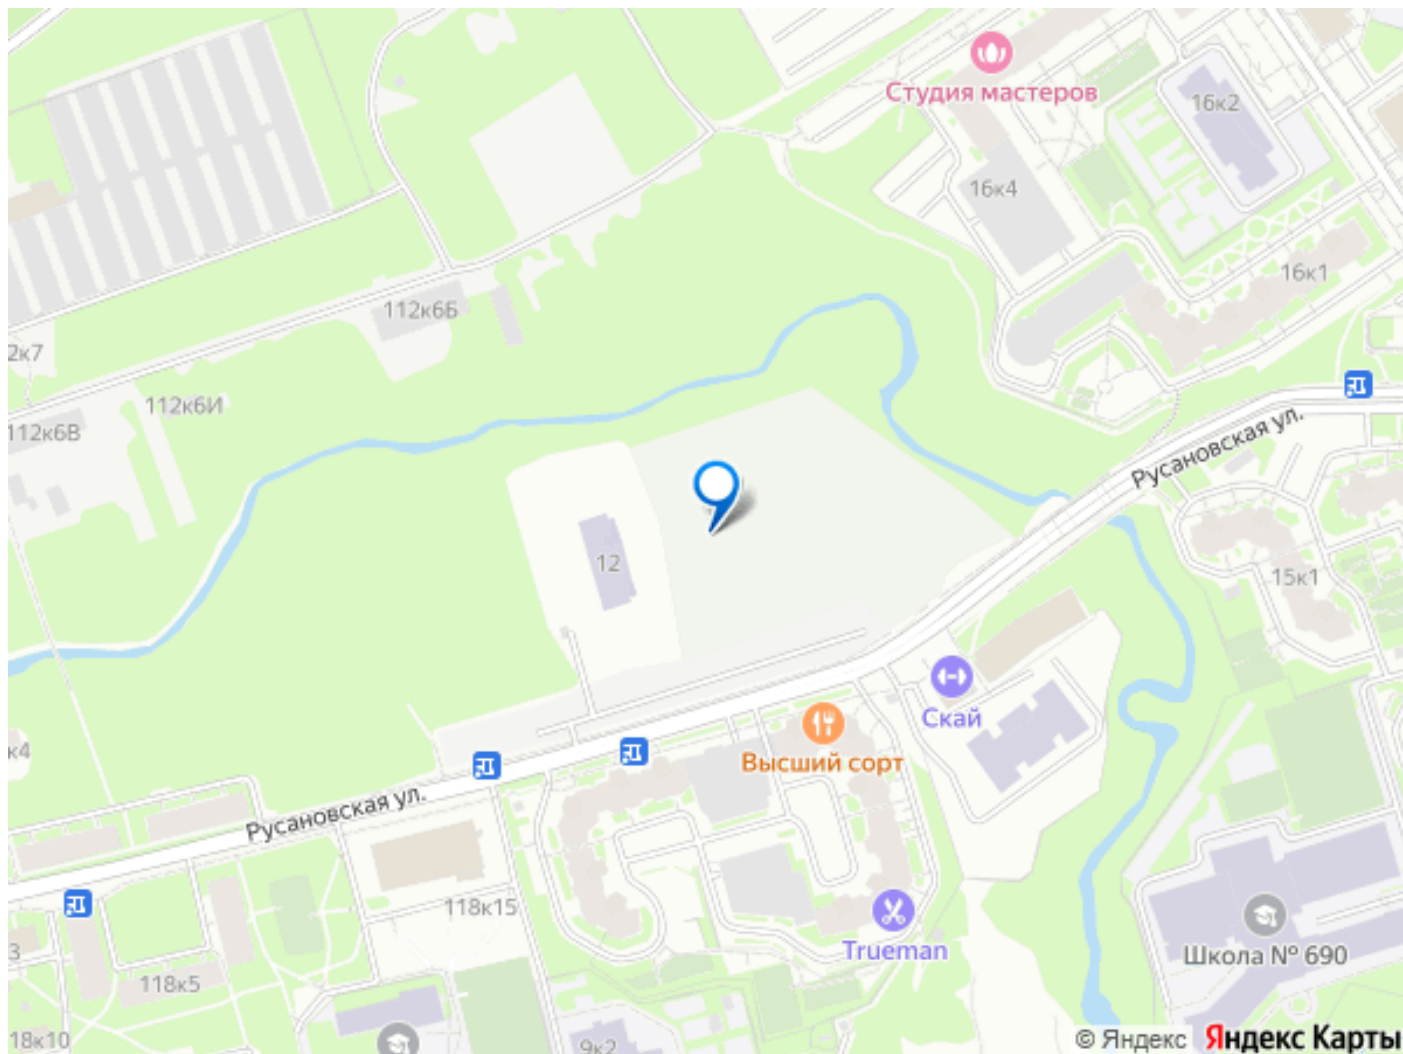 Студия мастеров
16к2
16к4
16к1
112к6Б
2к7
112к6И
112к6В
Русановская ул.
12
15к1
Скай
к4
Высший сорт
Русановская ул.
118к15
Trueman
3
Школа № 690
118к5
18к10
9к2
© Яндекс Яндекс Карты